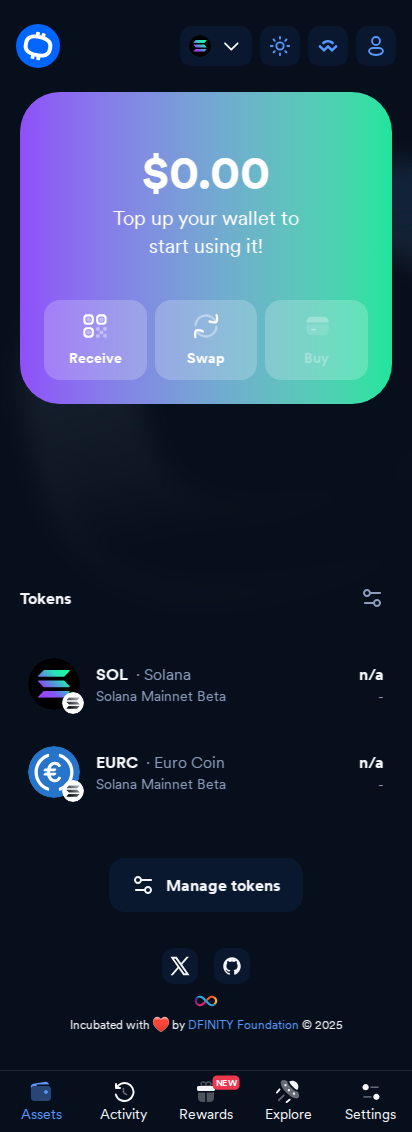 $0.00
Top up your wallet to
start using it!
Receive
Swap
Buy
Tokens
SOL · Solana
n/a
Solana Mainnet Beta
-
EURC · Euro Coin
n/a
Solana Mainnet Beta
-
Manage tokens
Incubated with ❤️ by DFINITY Foundation © 2025
NEW
Assets
Activity
Rewards
Explore
Settings